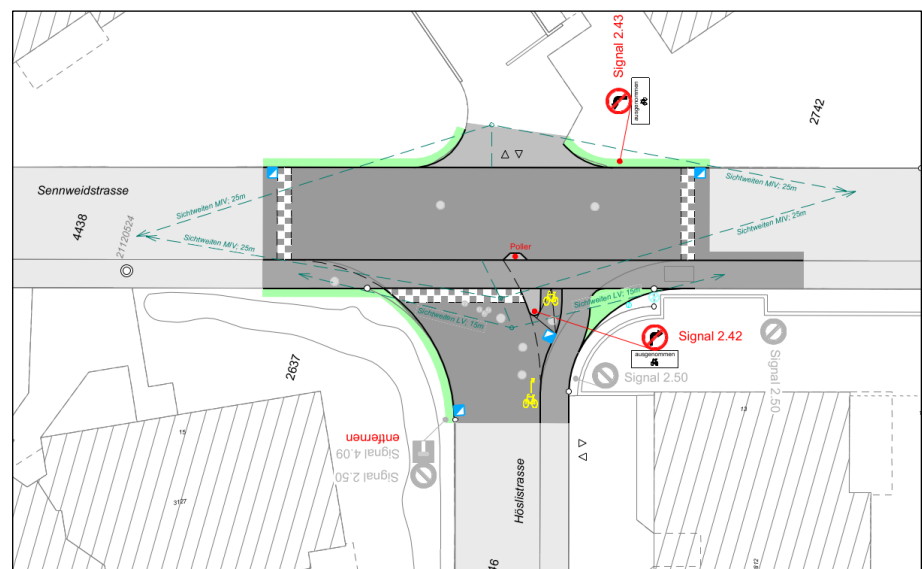 Signal 2.43
ausgenommen
2742
Sennweidstrasse
4438
21120524
Sichtweiten MIV; 25m
Sichtweiten MIV; 25m
Sichtweiten MIV; 25m
Sichtweiten MIV; 25m
Poller
Sichtweiten LV; 15m
Sichtweiten LV; 15m
Signal 2.42
ausgenommen
Signal 2.50
Signal 2.50
2637
entfernen
Signal 4.09
Signal 2.50
Höslistrasse
15
3127
13
46